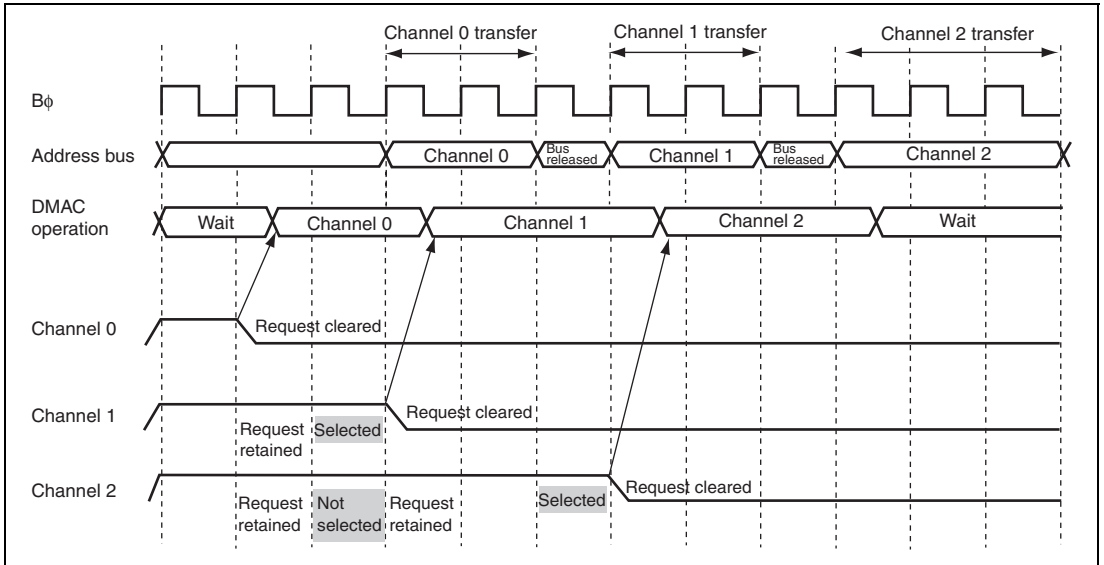 Channel 0 transfer Channel 1 transfer Channel 2 transfer
Bφ
Address bus
Channel 0
Bus
released
Channel 1
Bus
released
Channel 2
DMAC
operation
Wait
Channel 0
Channel 1
Channel 2
Wait
Channel 0
Request cleared
Channel 1
Request
retained
Selected
Request cleared
Channel 2
Request
retained
Not
selected
Request
retained
Selected
Request cleared